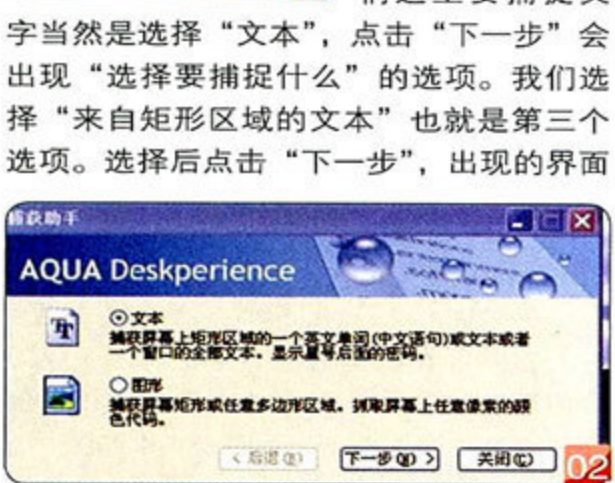 字当然是选择“文本”，点击“下一步”会
出现“选择要捕捉什么”的选项。我们选
择“来自矩形区域的文本”也就是第三个
选项。选择后点击“下一步”，出现的界面
捕获助手
AQUA Deskperience
文本
捕获屏幕上矩形区域的一个英文单词(中文语句)或文本或者
一个窗口的全部文本。显示星号后面的密码。
图形
捕获屏幕矩形或任意多边形区域。抓取屏幕上任意像素的颜
色代码。
<后退(B) 下一步(N)> 关闭(C)
02